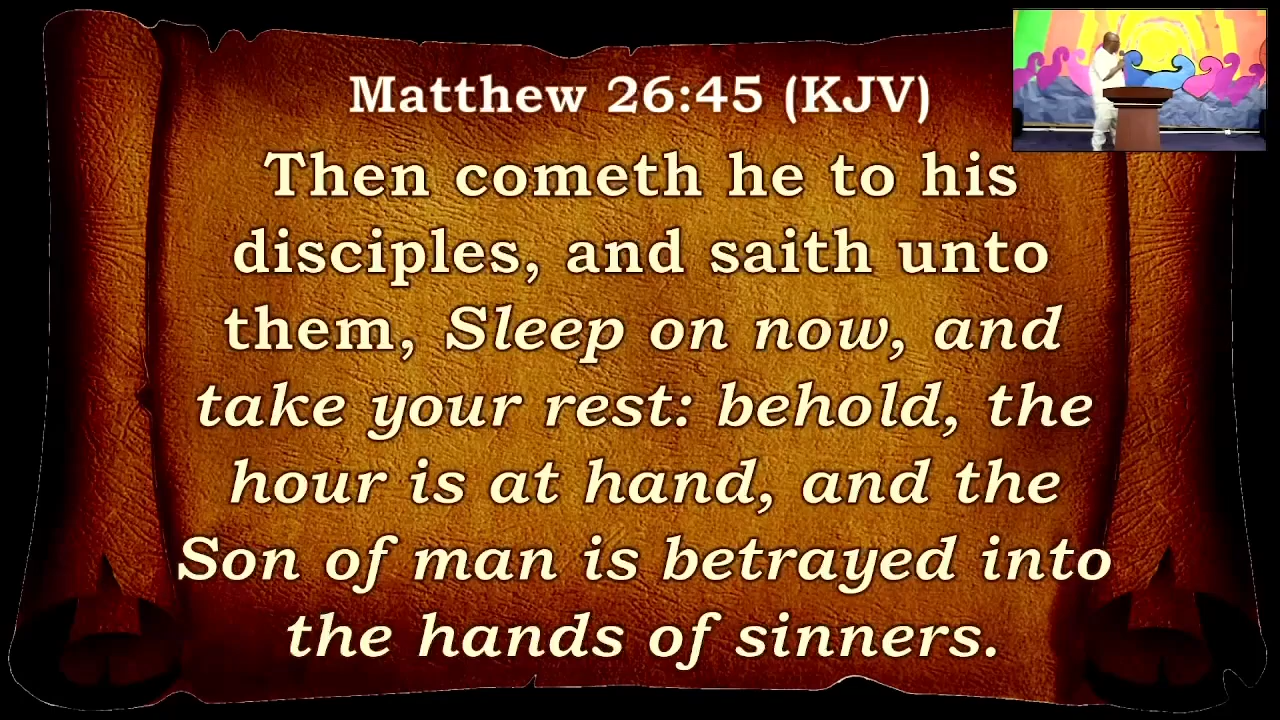 Matthew 26:45 (KJV)
Then cometh he to his
disciples, and saith unto
them, Sleep on now, and
take your rest: behold, the
hour is at hand, and the
Son of man is betrayed into
the hands of sinners.